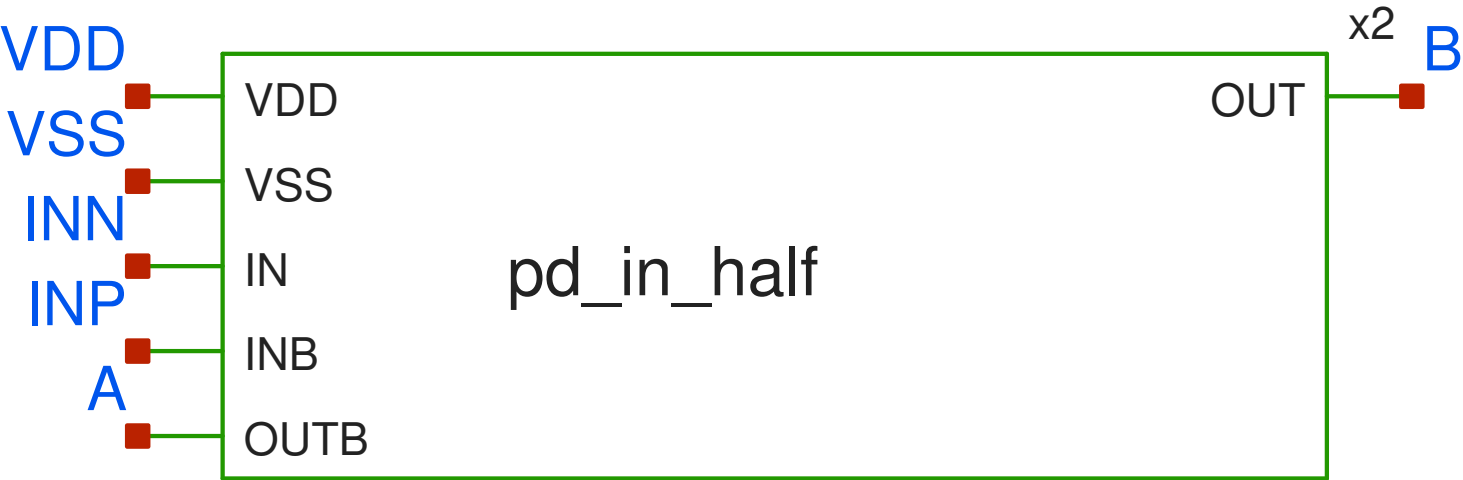 x2
VDD
B
VDD
OUT
VSS
VSS
INN
IN
pd_in_half
INP
INB
A
OUTB